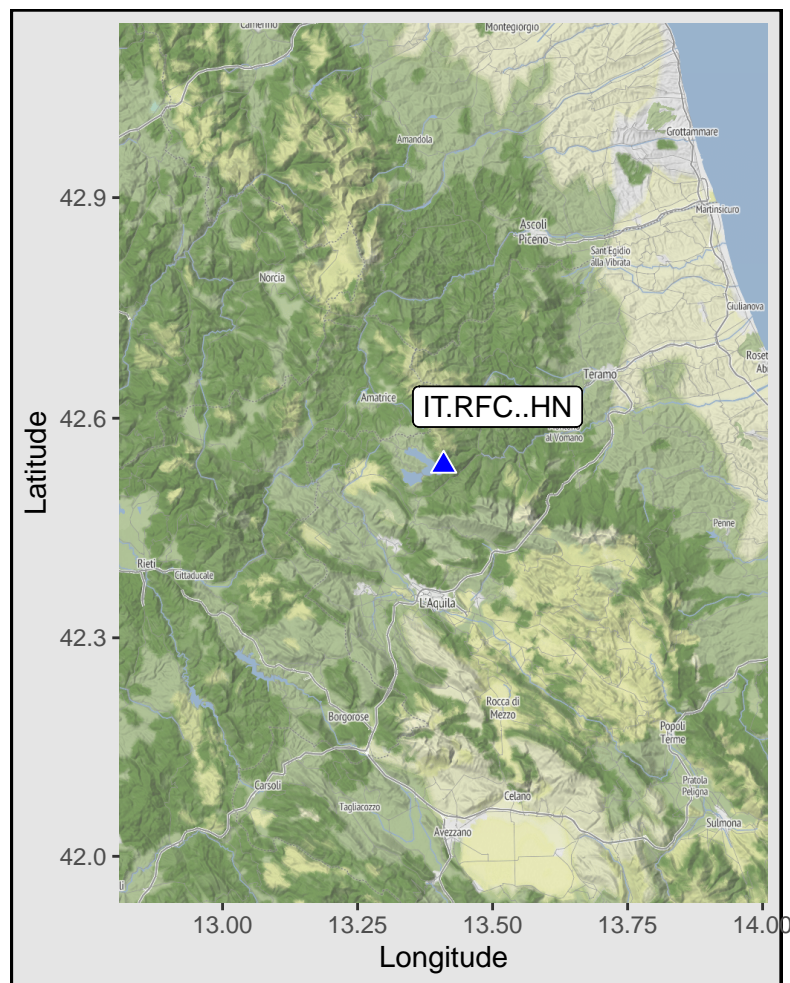 Camerino
Montegiorgio
Grottammare
Amandola
42.9
Martinsicuro
Ascoli
Piceno
Sant'Egidio
alla Vibrata
Norcia
Giulianova
Roset
Teramo
Amatrice
IT.RFC..HN
42.6
al Vomano
Latitude
Penne
Rieti
Cittaducale
L'Aquila
42.3
Rocca di
Mezzo
Borgorose
Popoli
Terme
Carsoli
Pratola
Peligna
Celano
Tagliacozzo
Sulmona
Avezzano
42.0
13.00
13.25
13.50
13.75
14.00
Longitude